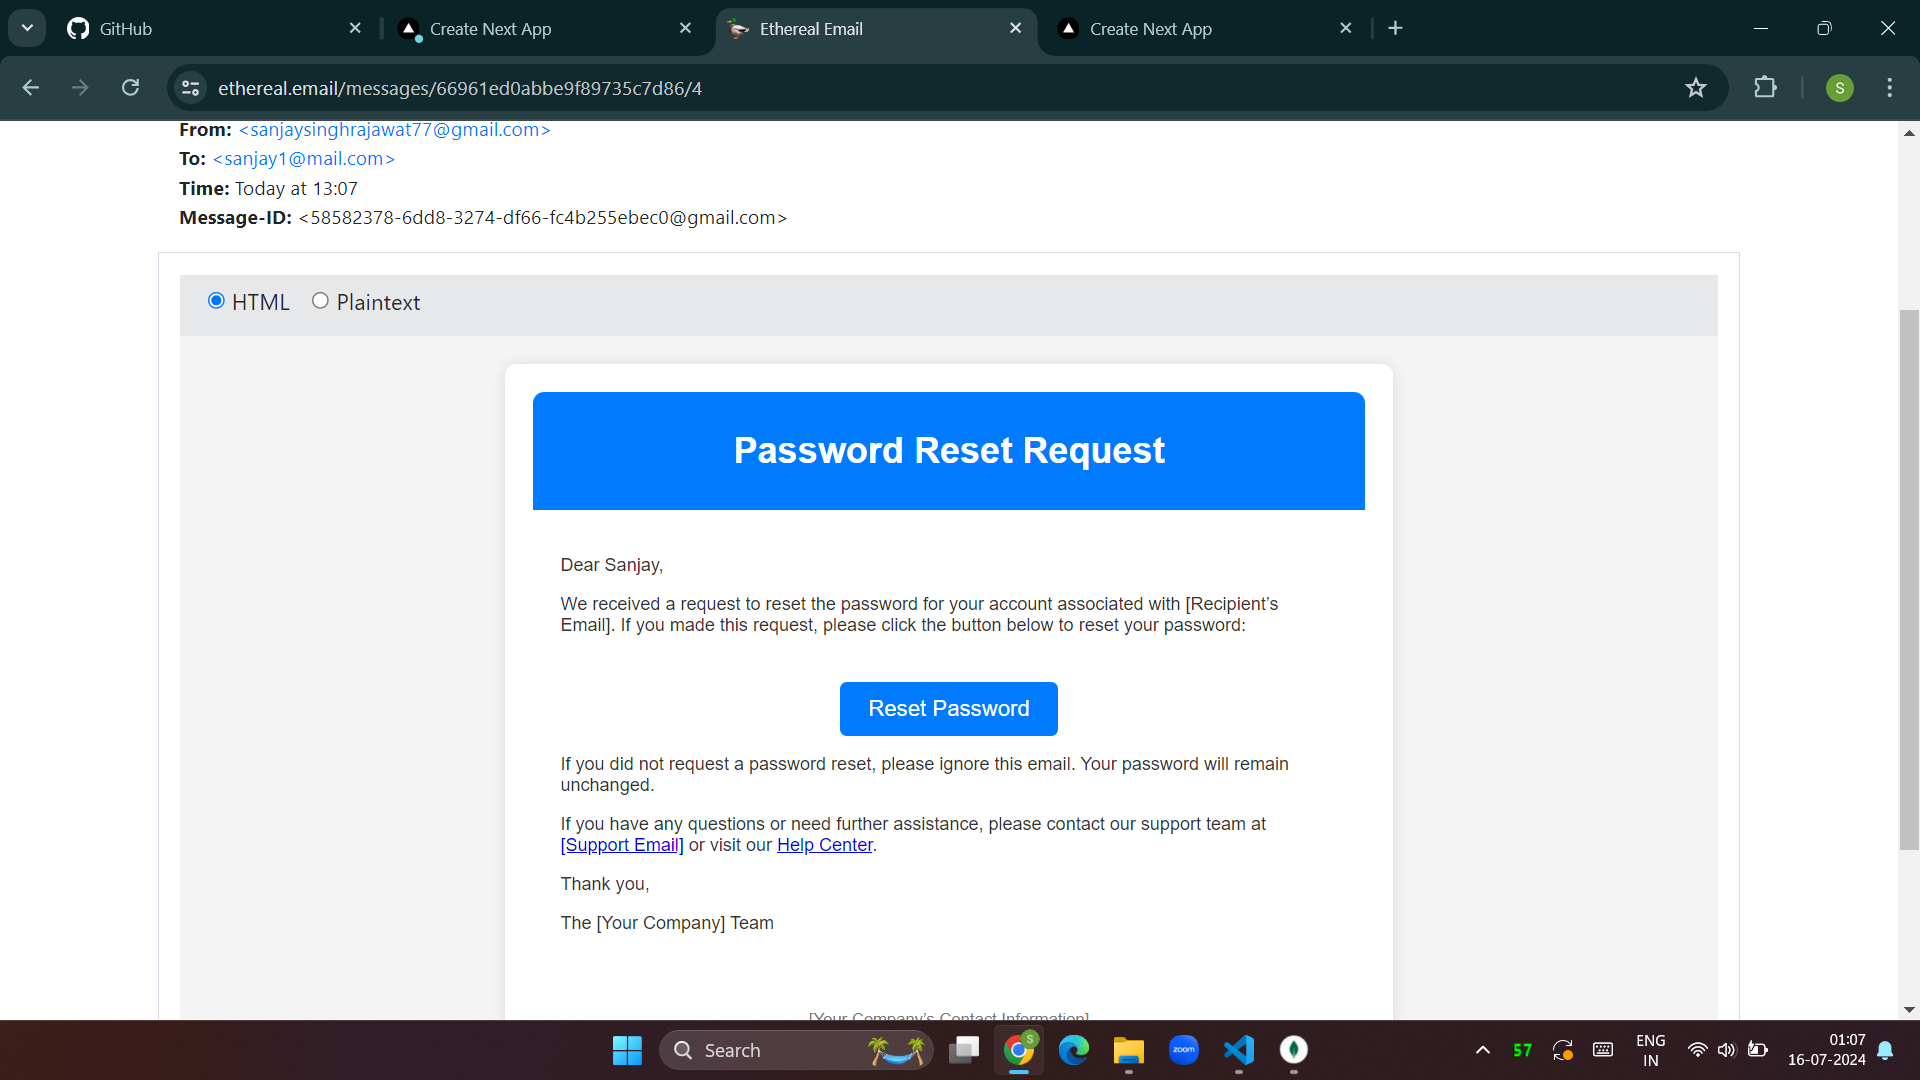 GitHub
Create Next App
Ethereal Email
Create Next App
ethereal.email/messages/66961ed0abbe9f89735c7d86/4
S
From: <sanjaysinghrajawat77@gmail.com>
To: <sanjay1@mail.com>
Time: Today at 13:07
Message-ID: <58582378-6dd8-3274-df66-fc4b255ebec0@gmail.com>
HTML Plaintext
Password Reset Request
Dear Sanjay,
We received a request to reset the password for your account associated with [Recipient’s
Email]. If you made this request, please click the button below to reset your password:
Reset Password
If you did not request a password reset, please ignore this email. Your password will remain
unchanged.
If you have any questions or need further assistance, please contact our support team at
[Support Email] or visit our Help Center.
Thank you,
The [Your Company] Team
[Your Company’s Contact Information]
Search
S
zoom
57
ENG
IN
01:07
16-07-2024